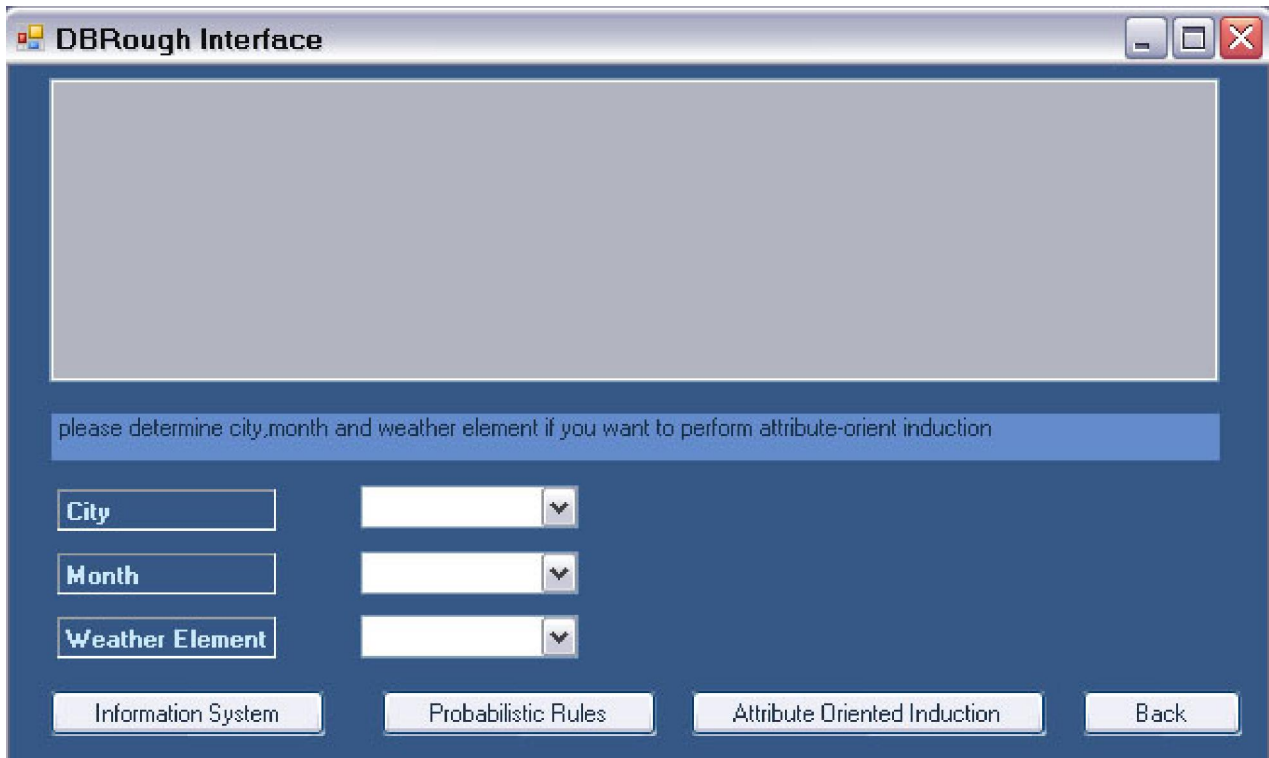 DBRough Interface
please determine city,month and weather element if you want to perform attribute-orient induction
City
Month
Weather Element
Information System Probabilistic Rules Attribute Oriented Induction Back